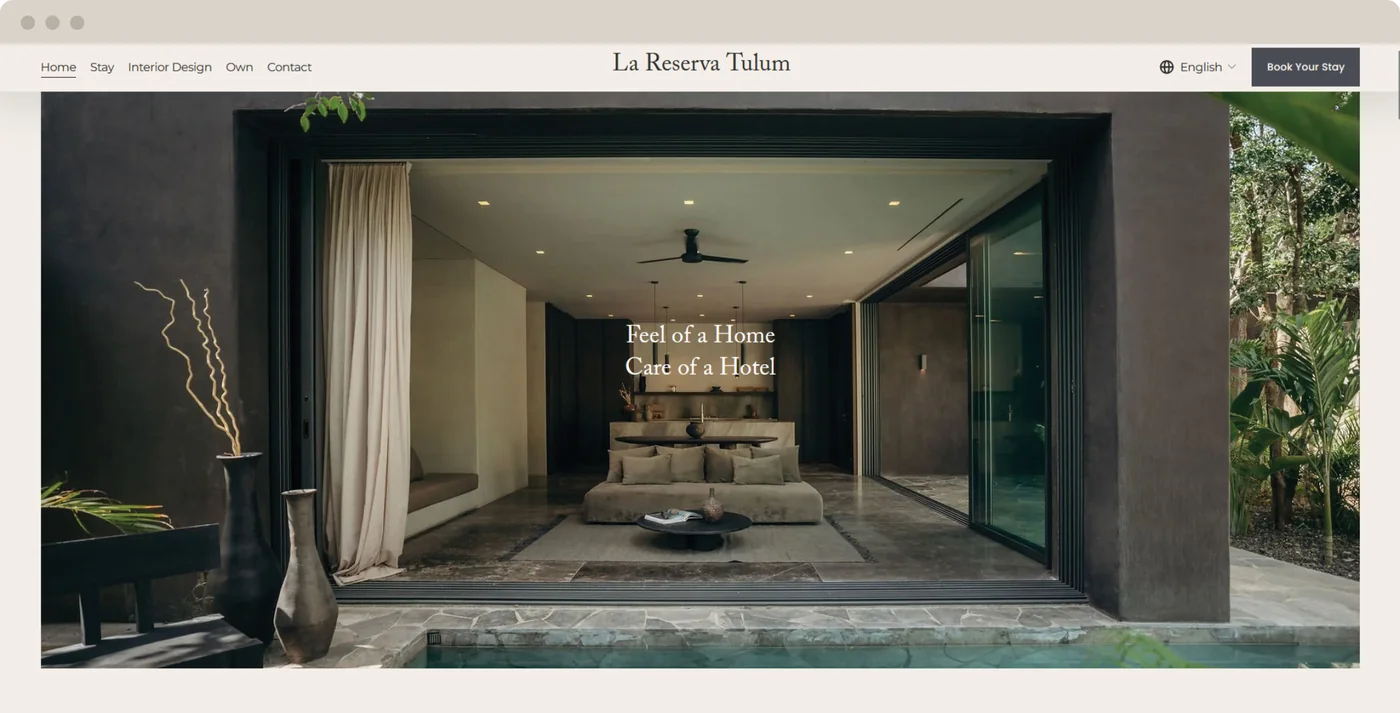 Home Stay Interior Design Own Contact
La Reserva Tulum
English
Book Your Stay
Feel of a Home
Care of a Hotel